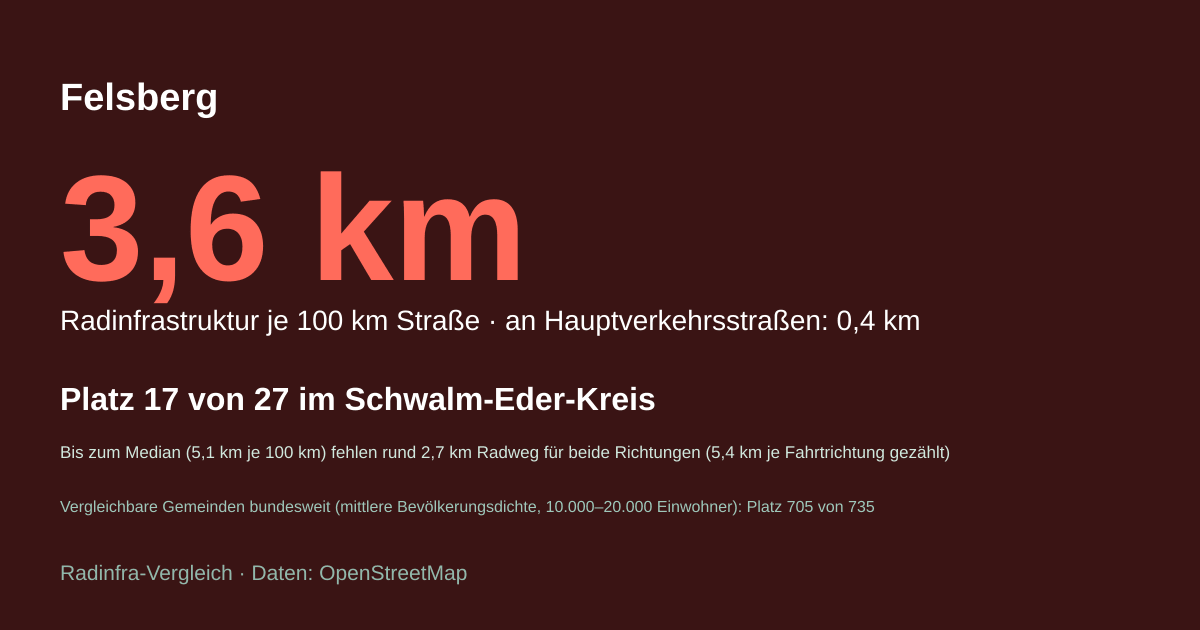 Felsberg
3,6 km
Radinfrastruktur je 100 km Straße · an Hauptverkehrsstraßen: 0,4 km
Platz 17 von 27 im Schwalm-Eder-Kreis
Bis zum Median (5,1 km je 100 km) fehlen rund 2,7 km Radweg für beide Richtungen (5,4 km je Fahrtrichtung gezählt)
Vergleichbare Gemeinden bundesweit (mittlere Bevölkerungsdichte, 10.000–20.000 Einwohner): Platz 705 von 735
Radinfra-Vergleich · Daten: OpenStreetMap